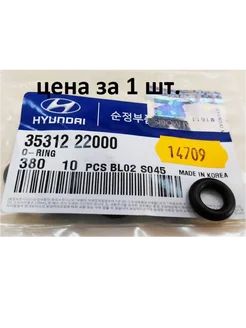 цена за 1 шт.
HYUNDAI
순정부품
35312 22000
O-RING
380 10 PCS BL02 S045
MADE IN KOREA
14709